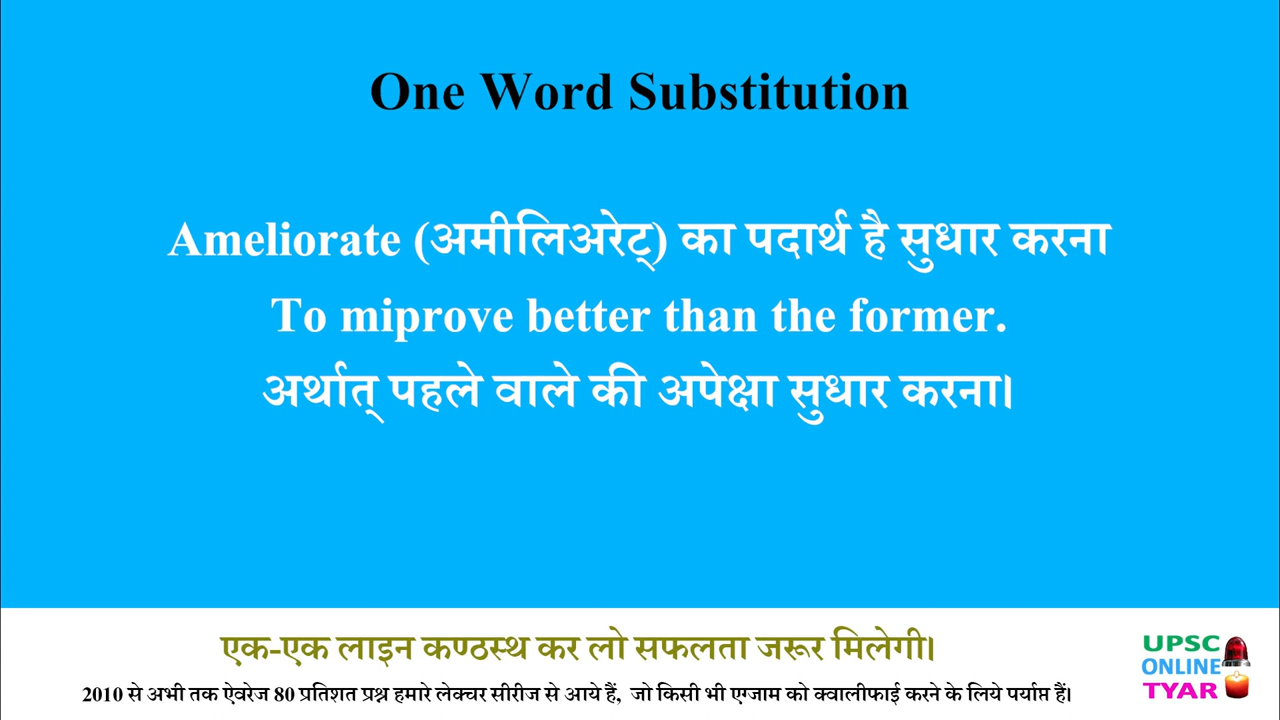 One Word Substitution
Ameliorate (अमीलिअरेट्) का पदार्थ है सुधार करना
To miprove better than the former.
अर्थात् पहले वाले की अपेक्षा सुधार करना।
एक-एक लाइन कण्ठस्थ कर लो सफलता जरूर मिलेगी।
2010 से अभी तक ऐवरेज 80 प्रतिशत प्रश्न हमारे लेक्चर सीरीज से आये हैं, जो किसी भी एग्जाम को क्वालीफाई करने के लिये पर्याप्त हैं।
UPSC
ONLINE
TYAR